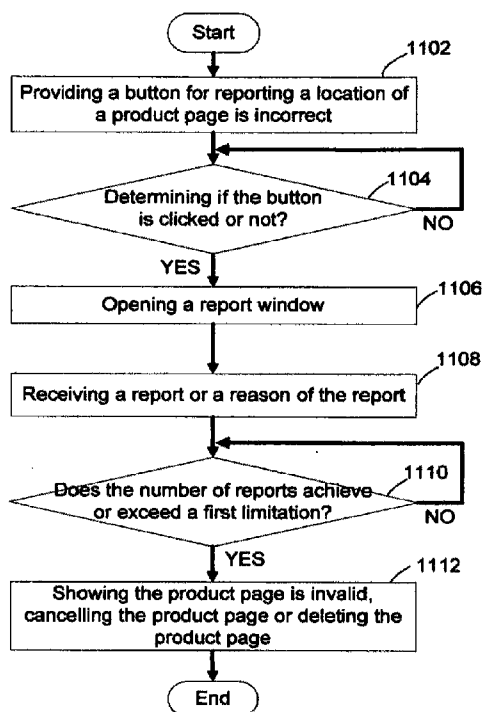 Start
1102
Providing a button for reporting a location of
a product page is incorrect
1104
Determining if the button
is clicked or not?
NO
YES
1106
Opening a report window
1108
Receiving a report or a reason of the report
1110
Does the number of reports achieve
or exceed a first limitation?
NO
YES
1112
Showing the product page is invalid,
cancelling the product page or deleting the
product page
End